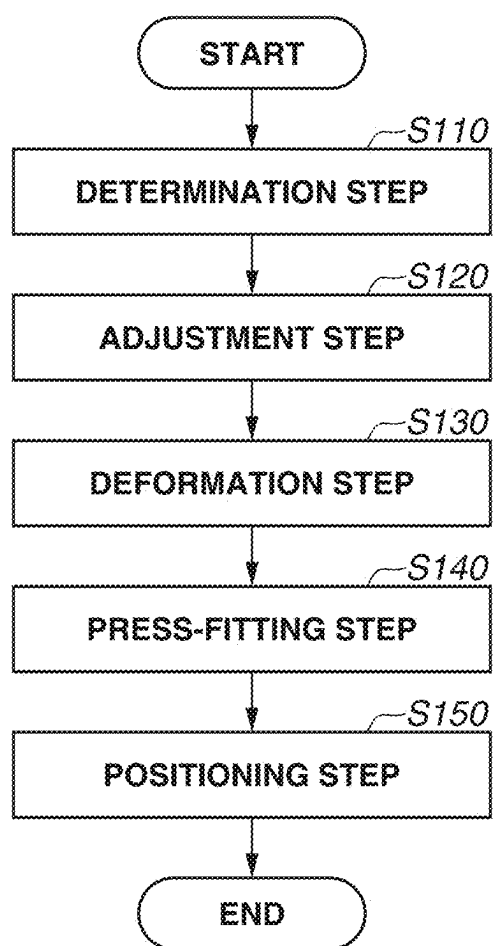 START
S110
DETERMINATION STEP
S120
ADJUSTMENT STEP
S130
DEFORMATION STEP
S140
PRESS-FITTING STEP
S150
POSITIONING STEP
END